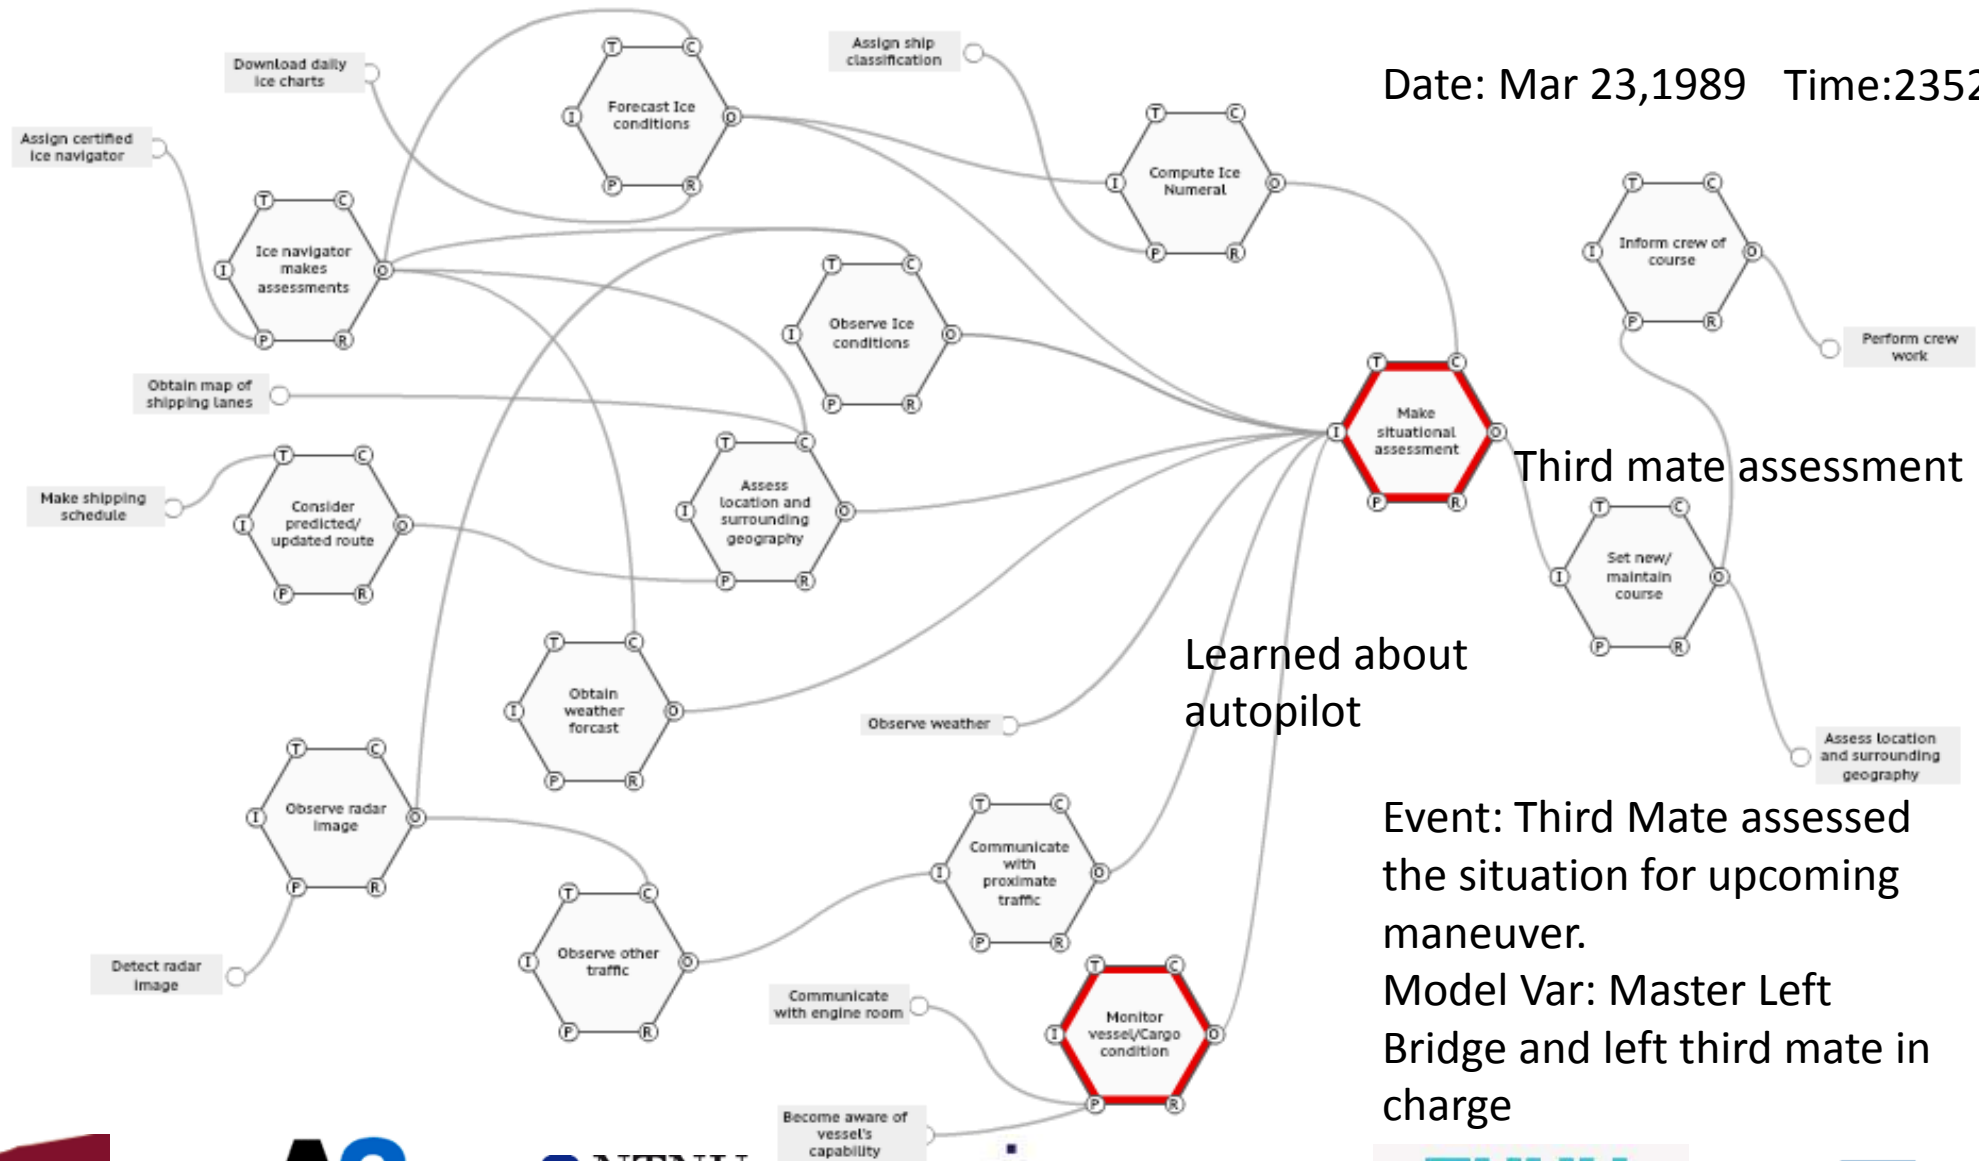 Download daily
ice charts
Assign certified
ice navigator
T
C
I
Forecast Ice
conditions
O
P
R
Assign ship
classification
Date: Mar 23,1989 Time:2352
T
C
I
Compute Ice
Numeral
O
P
R
T
C
I
Ice navigator
makes
assessments
O
P
R
T
C
I
Inform crew of
course
O
P
R
Perform crew
work
T
C
I
Observe Ice
conditions
O
P
R
Obtain map of
shipping lanes
T
C
I
Make
situational
assessment
O
P
R
Third mate assessment
Make shipping
schedule
T
C
I
Consider
predicted/
updated route
O
P
R
T
C
I
Assess
location and
surrounding
geography
O
P
R
T
C
I
Set new/
maintain
course
O
P
R
T
C
I
Obtain
weather
forcast
O
P
R
Observe weather
Learned about
autopilot
Assess location
and surrounding
geography
T
C
I
Observe radar
image
O
P
R
Detect radar
image
T
C
I
Observe other
traffic
O
P
R
T
C
I
Communicate
with
proximate
traffic
O
P
R
Communicate
with engine room
T
C
I
Monitor
vessel/Cargo
condition
O
P
R
Become aware of
vessel's
capability
Event: Third Mate assessed
the situation for upcoming
maneuver.
Model Var: Master Left
Bridge and left third mate in
charge
NTNU